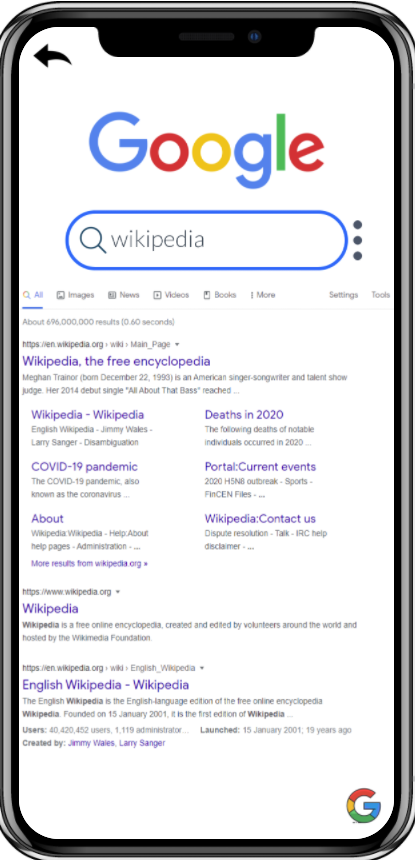 Google
wikipedia
All Images News Videos Books More Settings Tools
About 696,000,000 results (0.60 seconds)
https://en.wikipedia.org › wiki › Main_Page
Wikipedia, the free encyclopedia
Meghan Trainor (born December 22, 1993) is an American singer-songwriter and talent show
judge. Her 2014 debut single "All About That Bass" reached ...
Wikipedia - Wikipedia
English Wikipedia - Jimmy Wales -
Larry Sanger - Disambiguation
Deaths in 2020
The following deaths of notable
individuals occurred in 2020 ...
COVID-19 pandemic
The COVID-19 pandemic, also
known as the coronavirus ...
Portal:Current events
2020 H5N8 outbreak - Sports -
FinCEN Files - ...
About
Wikipedia:Wikipedia - Help:About
help pages - Administration - ...
Wikipedia:Contact us
Dispute resolution - Talk - IRC help
disclaimer - ...
More results from wikipedia.org »
https://www.wikipedia.org
Wikipedia
Wikipedia is a free online encyclopedia, created and edited by volunteers around the world and
hosted by the Wikimedia Foundation.
https://en.wikipedia.org › wiki › English_Wikipedia
English Wikipedia - Wikipedia
The English Wikipedia is the English-language edition of the free online encyclopedia
Wikipedia. Founded on 15 January 2001, it is the first edition of Wikipedia ...
Users: 40,420,452 users, 1,119 administrator... Launched: 15 January 2001; 19 years ago
Created by: Jimmy Wales, Larry Sanger
G